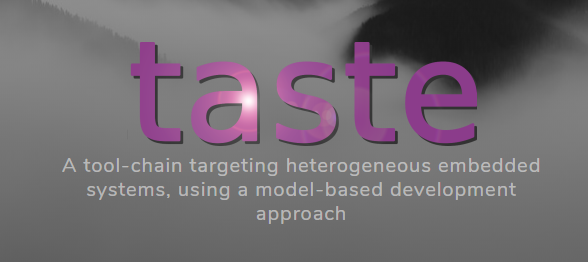 taste
A tool-chain targeting heterogeneous embedded
systems, using a model-based development
approach